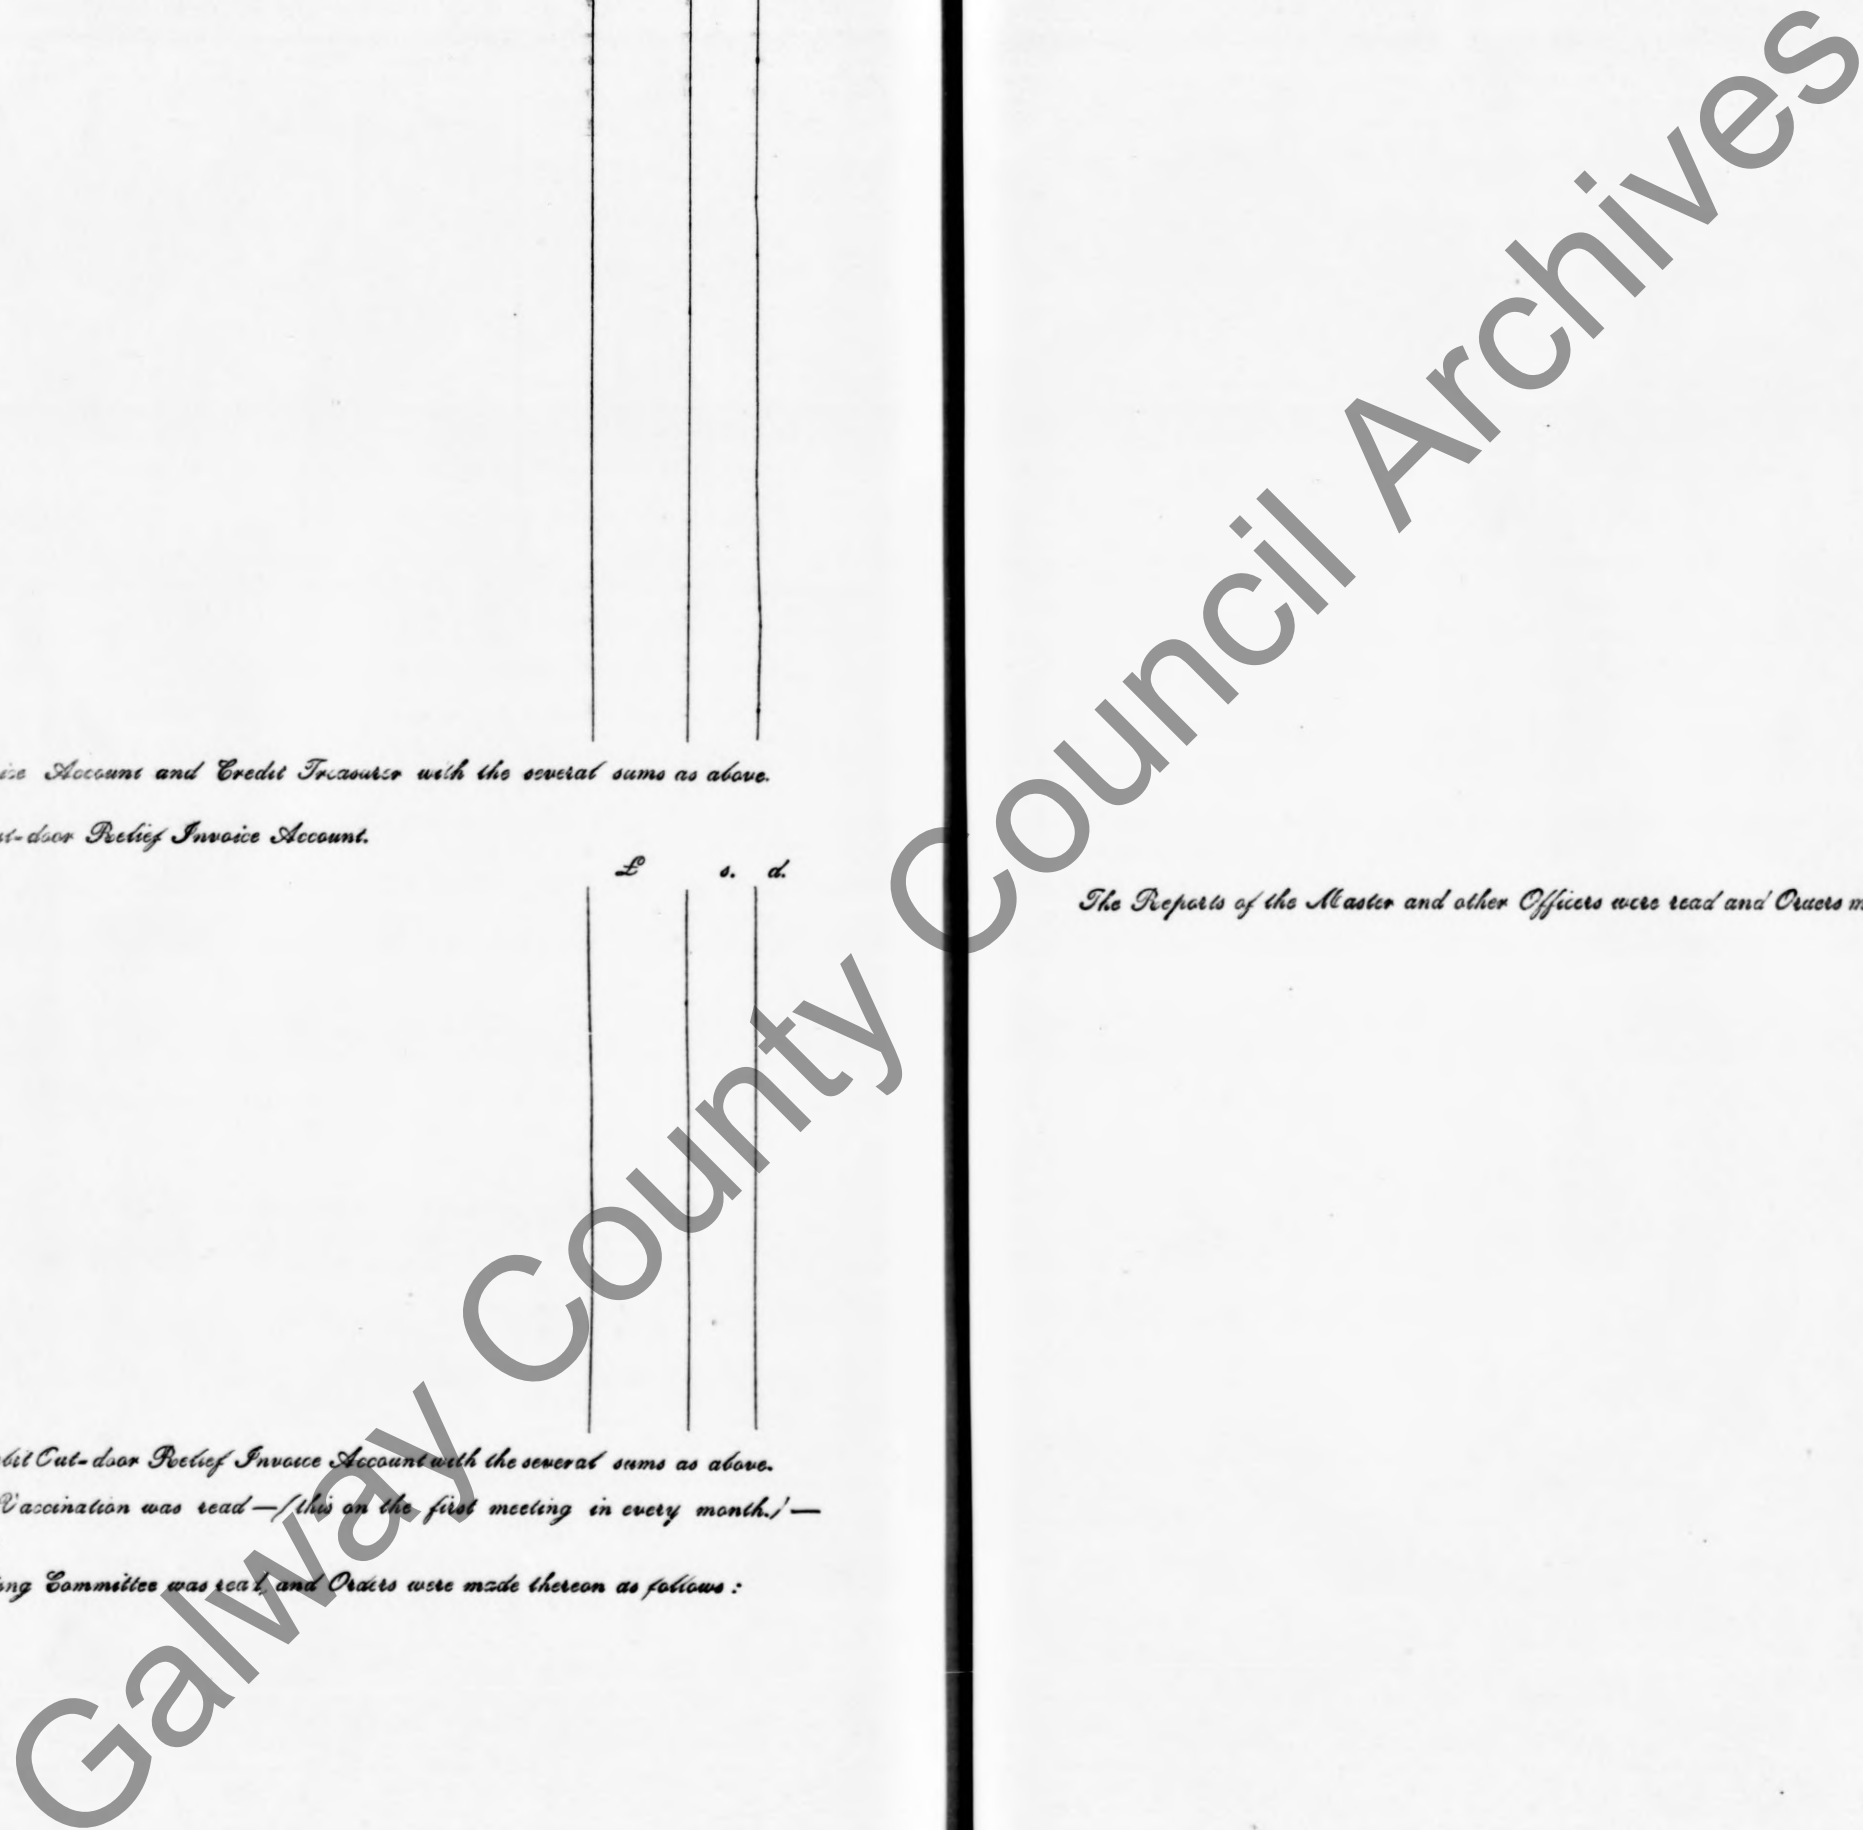 Account and Credit Treasurer with the several sums as above.
-door Relief Invoice Account.
£ s. d.
Out-door Relief Invoice Account with the several sums as above.
Vaccination was read—(this on the first meeting in every month.)—
Committee was read, and Orders were made thereon as follows:
The Reports of the Master and other Officers were read and Orders
Galway County Council Archives